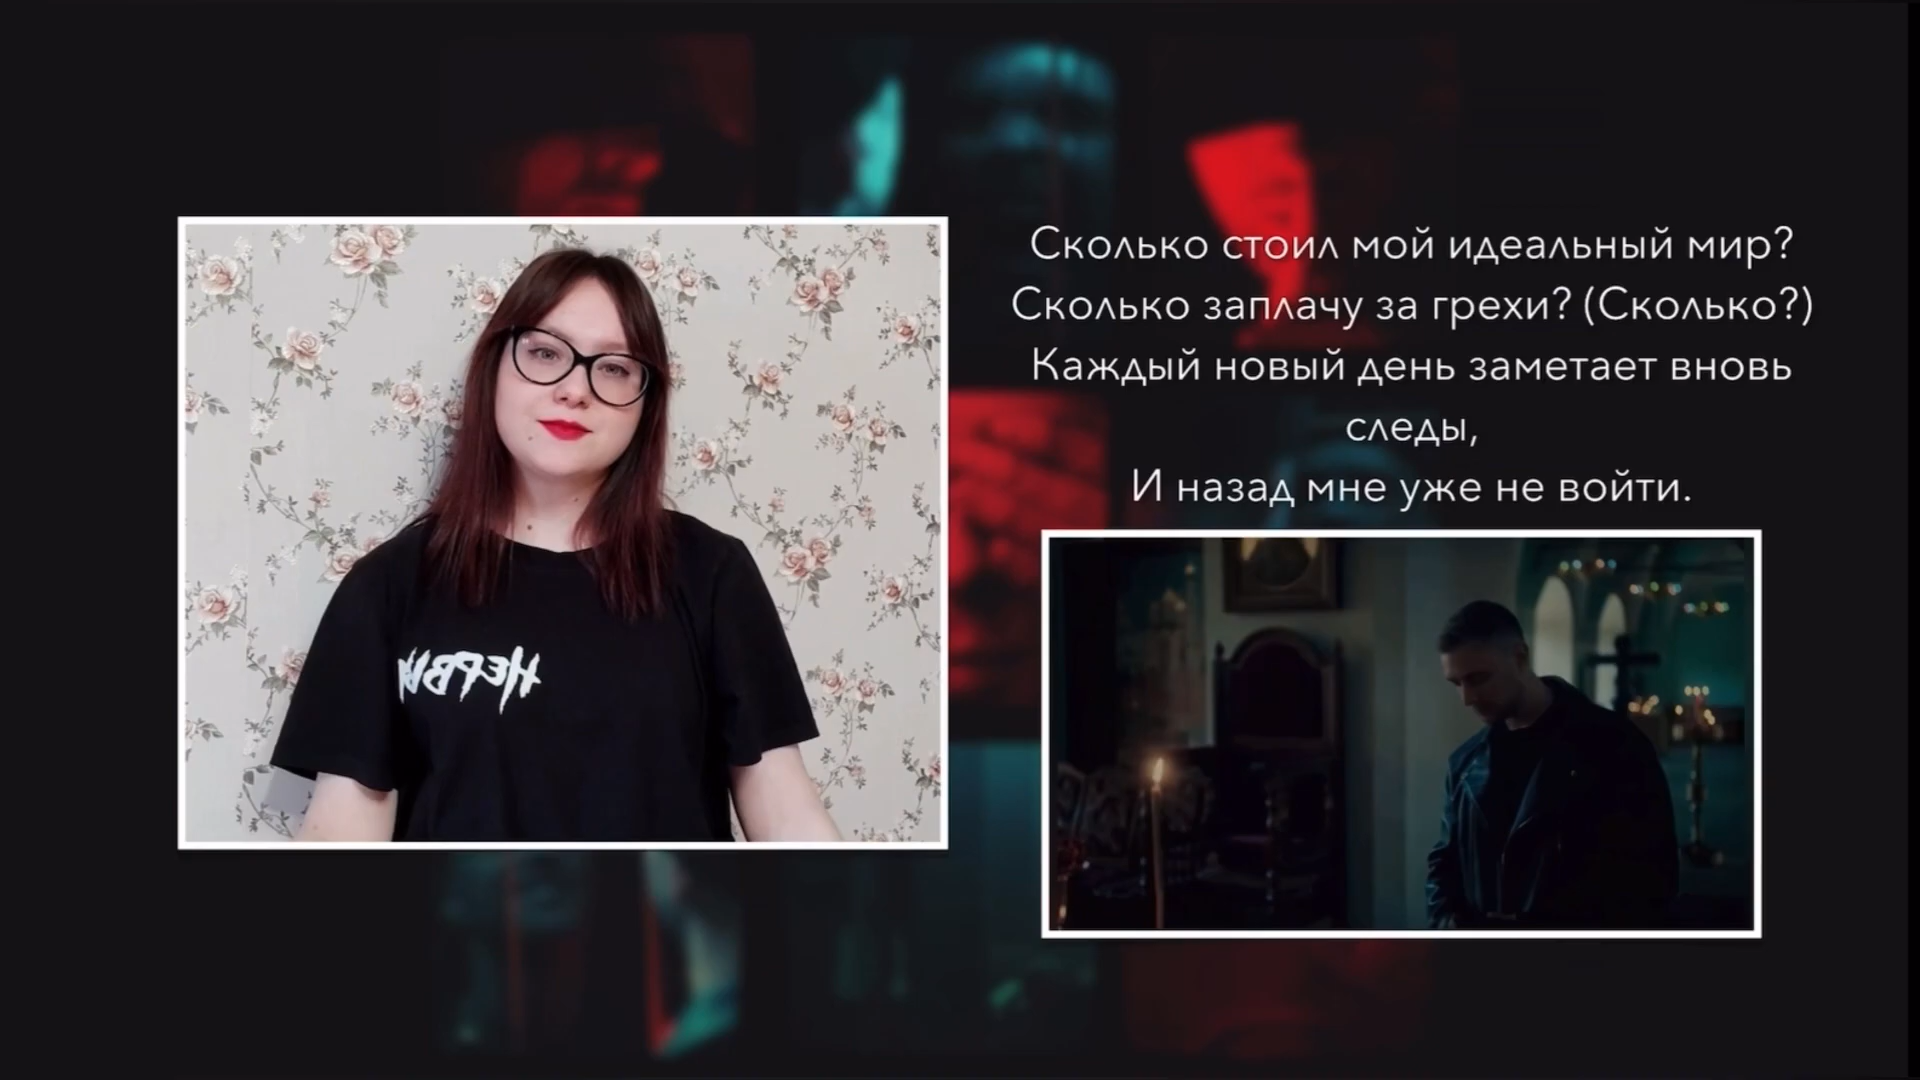 Сколько стоил мой идеальный мир?
Сколько заплачу за грехи? (Сколько?)
Каждый новый день заметает вновь
следы,
И назад мне уже не войти.
НЕРВЫ